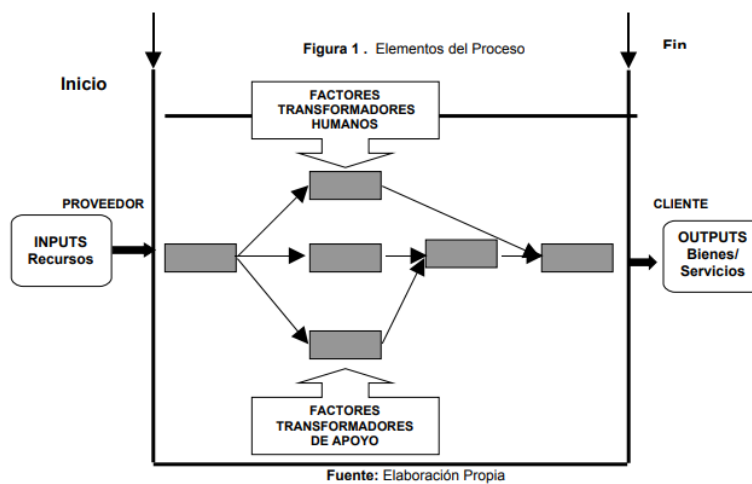 Figura 1 . Elementos del Proceso
Fin
Inicio
FACTORES
TRANSFORMADORES
HUMANOS
PROVEEDOR
CLIENTE
INPUTS
Recursos
OUTPUTS
Bienes/
Servicios
FACTORES
TRANSFORMADORES
DE APOYO
Fuente: Elaboración Propia